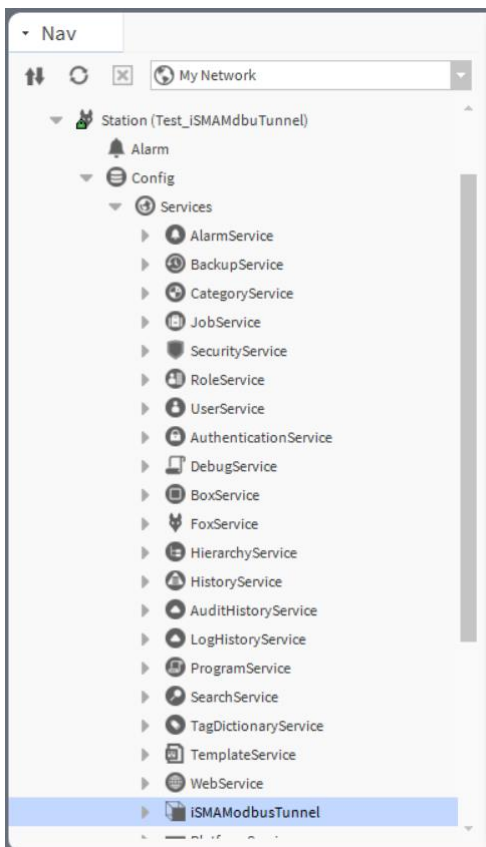 Nav
My Network
Station (Test_iSMAMdbuTunnel)
Alarm
Config
Services
AlarmService
BackupService
CategoryService
JobService
SecurityService
RoleService
UserService
AuthenticationService
DebugService
BoxService
FoxService
HierarchyService
HistoryService
AuditHistoryService
LogHistoryService
ProgramService
SearchService
TagDictionaryService
TemplateService
WebService
iSMAModbusTunnel